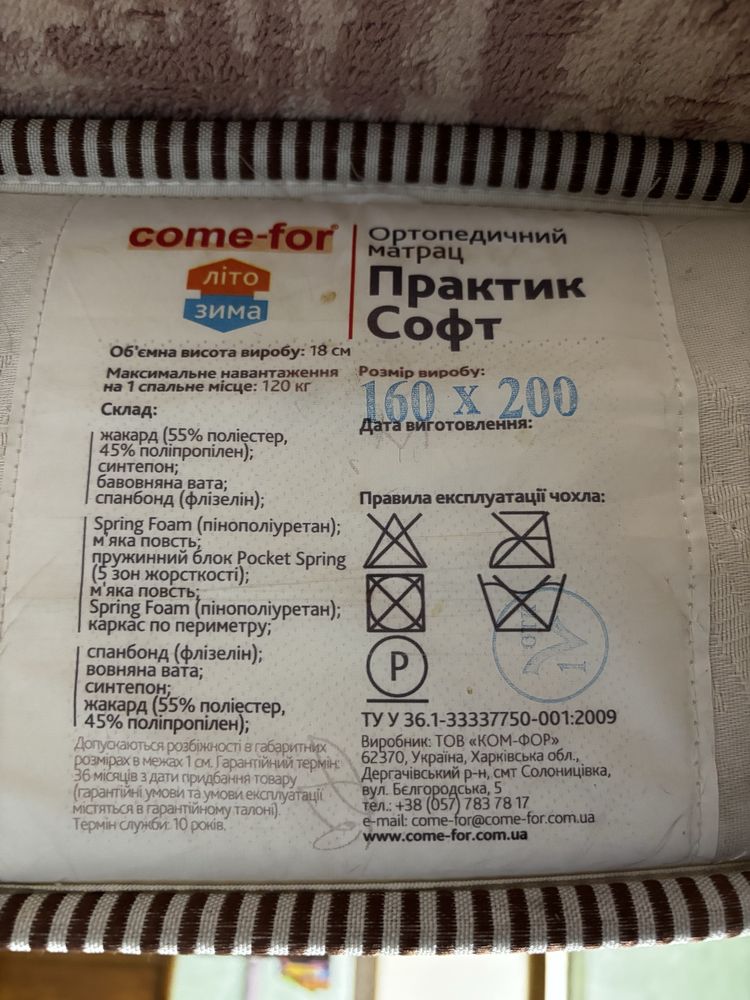 come-for®
літо
зима
Ортопедичний
матрац
Практик
Софт
Об'ємна висота виробу: 18 см
Максимальне навантаження
на 1 спальне місце: 120 кг
Склад:
жакард (55% поліестер,
45% поліпропілен);
синтепон;
бавовняна вата;
спанбонд (флізелін);
Spring Foam (пінополіуретан);
м'яка повсть;
пружинний блок Pocket Spring
(5 зон жорсткості);
м'яка повсть;
Spring Foam (пінополіуретан);
каркас по периметру;
спанбонд (флізелін);
вовняна вата;
синтепон;
жакард (55% поліестер,
45% поліпропілен);
Допускаються розбіжності в габаритних
розмірах в межах 1 см. Гарантійний термін:
36 місяців з дати придбання товару
(гарантійні умови та умови експлуатації
містяться в гарантійному талоні).
Термін служби: 10 років.
Розмір виробу:
160 x 200
Дата виготовлення:
Правила експлуатації чохла:
P
ОТК
1
ТУ У 36.1-33337750-001:2009
Виробник: ТОВ «КОМ-ФОР»
62370, Україна, Харківська обл.,
Дергачівський р-н, смт Солоницівка,
вул. Бєлгородська, 5
тел.: +38 (057) 783 78 17
e-mail: come-for@come-for.com.ua
www.come-for.com.ua